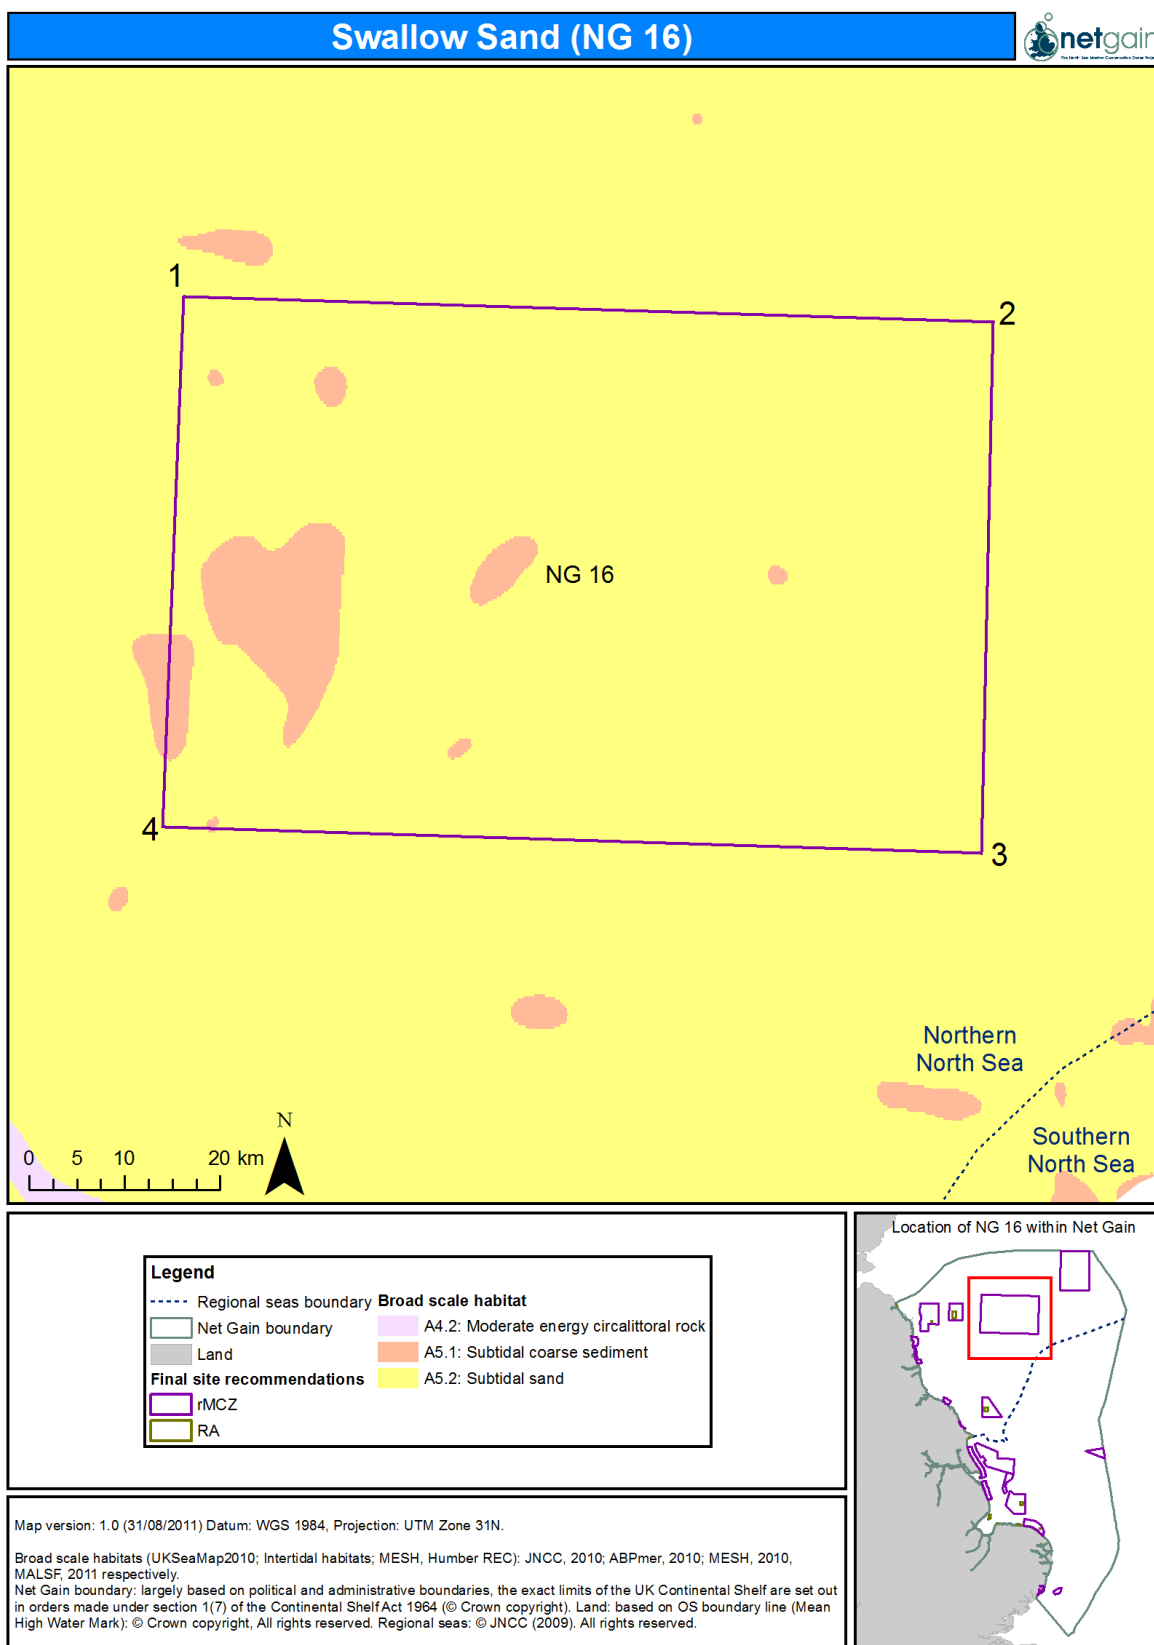 Swallow Sand (NG 16)
netgain
1
2
NG 16
4
3
Northern
North Sea
Southern
North Sea
N
0 5 10 20 km
Location of NG 16 within Net Gain
Legend
Regional seas boundary
Net Gain boundary
Land
Final site recommendations
rMCZ
RA
Broad scale habitat
A4.2: Moderate energy circalittoral rock
A5.1: Subtidal coarse sediment
A5.2: Subtidal sand
Map version: 1.0 (31/08/2011) Datum: WGS 1984, Projection: UTM Zone 31N.
Broad scale habitats (UKSeaMap2010; Intertidal habitats; MESH, Humber REC): JNCC, 2010; ABPmer, 2010; MESH, 2010,
MALSF, 2011 respectively.
Net Gain boundary: largely based on political and administrative boundaries, the exact limits of the UK Continental Shelf are set out
in orders made under section 1(7) of the Continental Shelf Act 1964 (© Crown copyright). Land: based on OS boundary line (Mean
High Water Mark): © Crown copyright, All rights reserved. Regional seas: © JNCC (2009). All rights reserved.